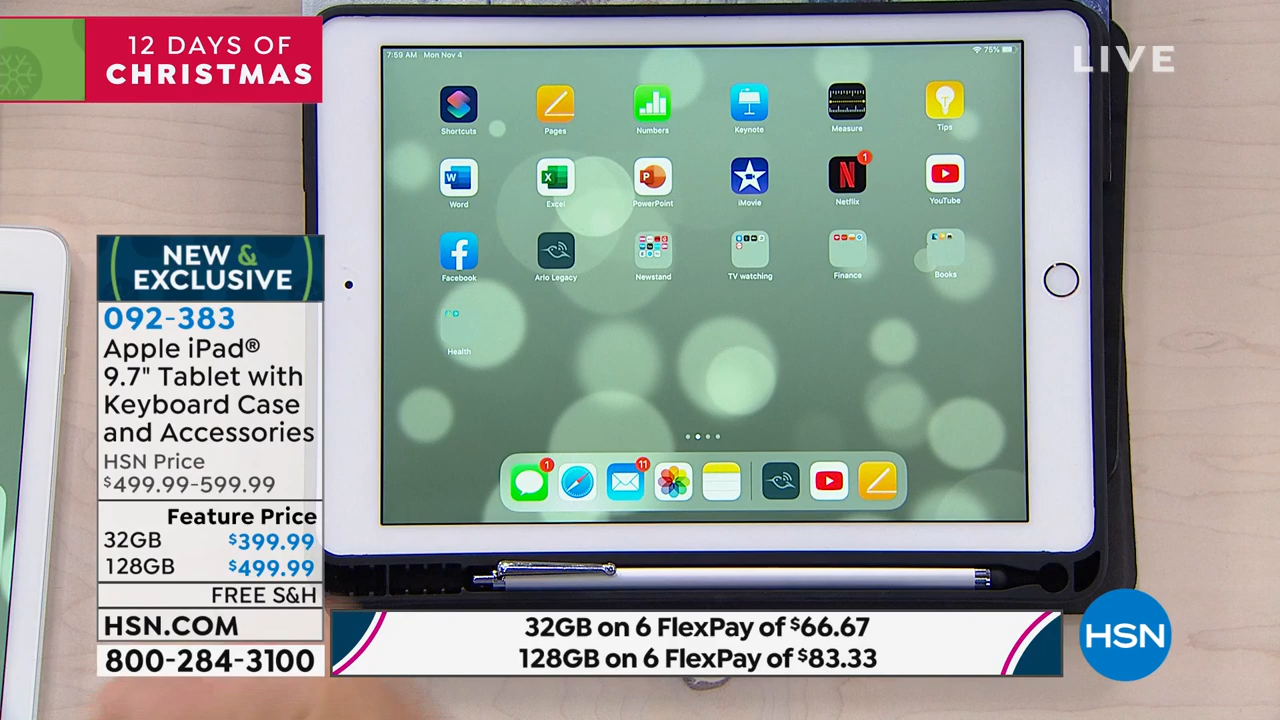 12 DAYS OF
CHRISTMAS
LIVE
7:59 AM Mon Nov 4
75%
Shortcuts
Pages
Numbers
Keynote
Measure
Tips
W
X
P
N
1
Word
Excel
PowerPoint
iMovie
Netflix
YouTube
f
Facebook
Arlo Legacy
Newstand
TV watching
Finance
Books
Health
1
11
NEW &
EXCLUSIVE
092-383
Apple iPad®
9.7" Tablet with
Keyboard Case
and Accessories
HSN Price
$499.99-599.99
Feature Price
32GB $399.99
128GB $499.99
FREE S&H
HSN.COM
800-284-3100
32GB on 6 FlexPay of $66.67
128GB on 6 FlexPay of $83.33
HSN